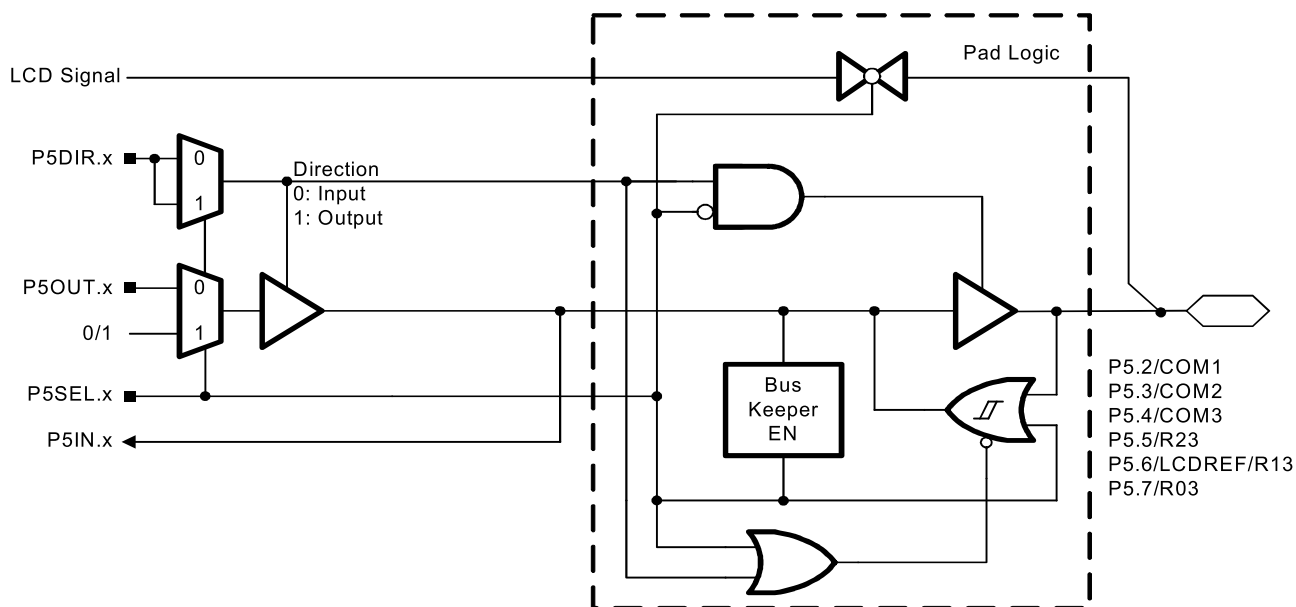 Pad Logic
LCD Signal
P5DIR.x
0
1
Direction
0: Input
1: Output
P5OUT.x
0
0/1
1
P5SEL.x
P5IN.x
Bus
Keeper
EN
P5.2/COM1
P5.3/COM2
P5.4/COM3
P5.5/R23
P5.6/LCDREF/R13
P5.7/R03